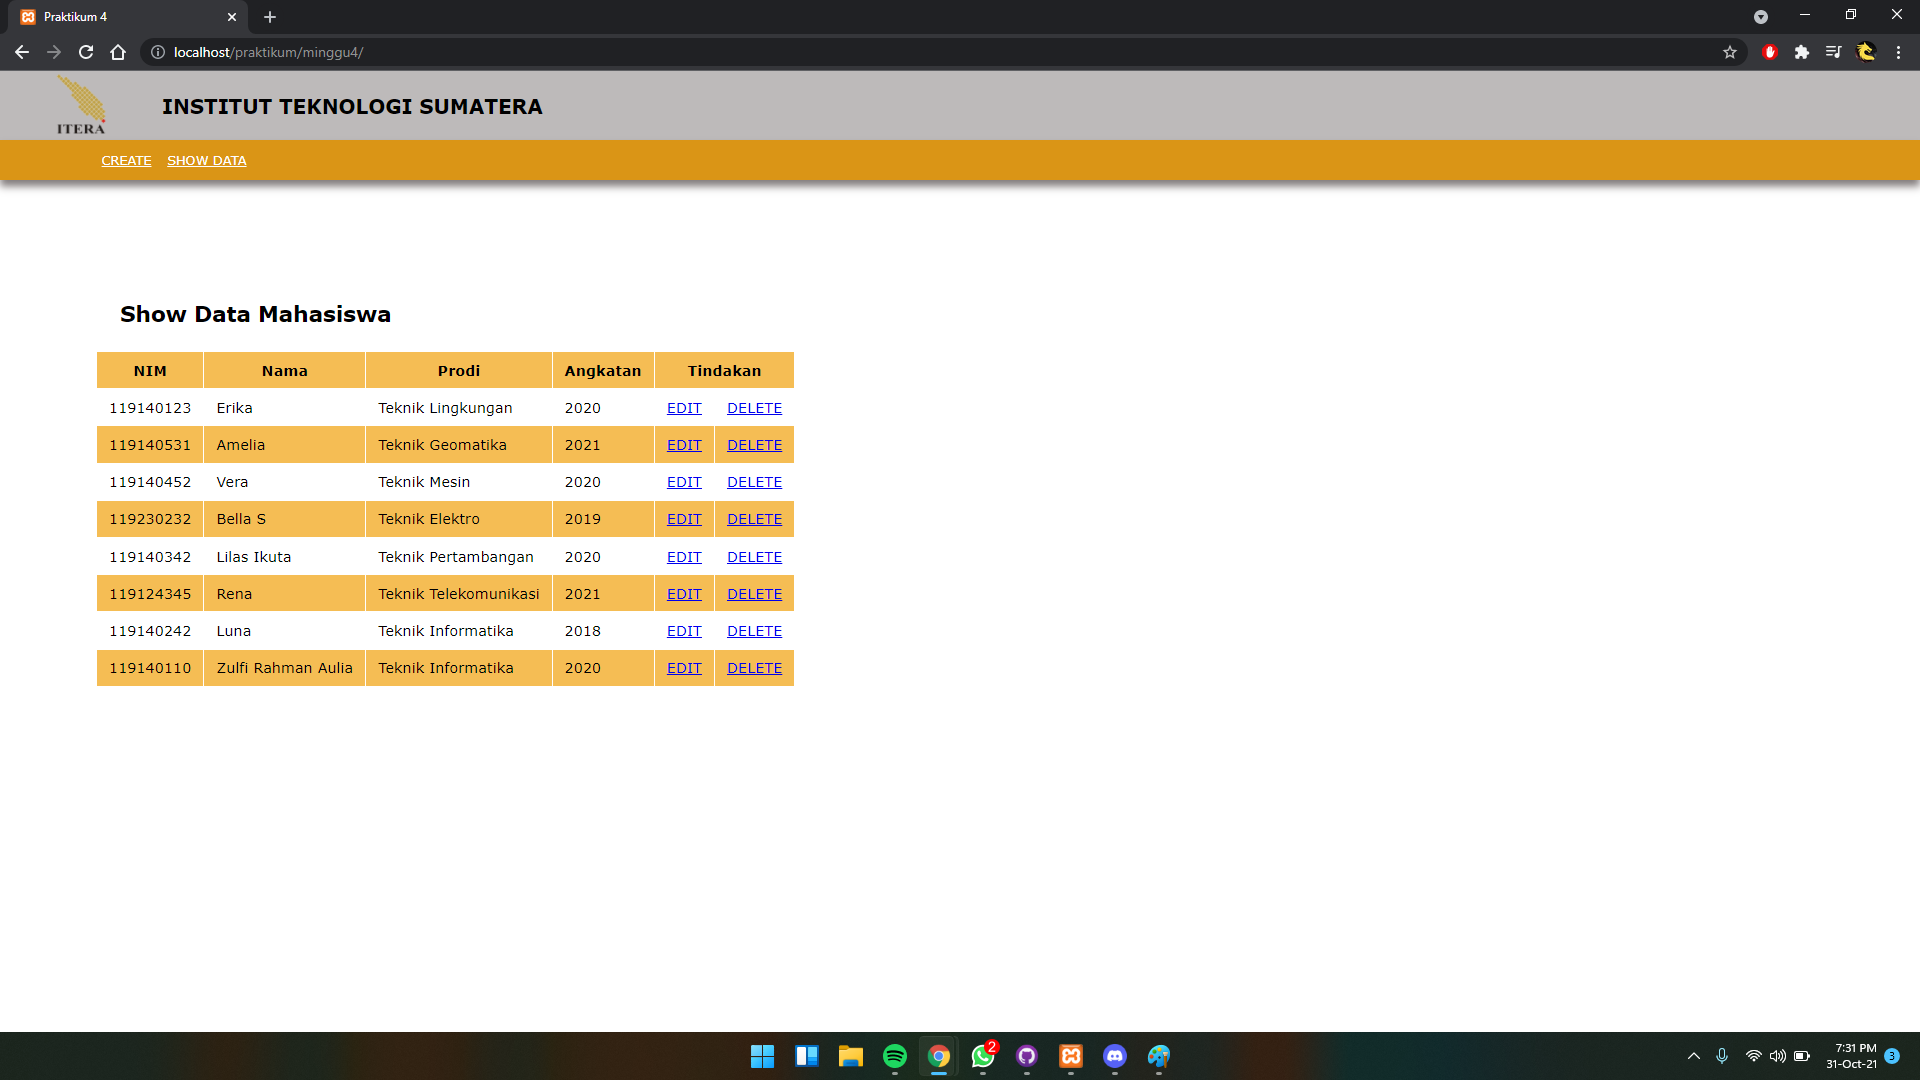 Praktikum 4
localhost/praktikum/minggu4/
ITERA
INSTITUT TEKNOLOGI SUMATERA
CREATE SHOW DATA
Show Data Mahasiswa
NIM Nama Prodi Angkatan Tindakan
119140123 Erika Teknik Lingkungan 2020 EDIT DELETE
119140531 Amelia Teknik Geomatika 2021 EDIT DELETE
119140452 Vera Teknik Mesin 2020 EDIT DELETE
119230232 Bella S Teknik Elektro 2019 EDIT DELETE
119140342 Lilas Ikuta Teknik Pertambangan 2020 EDIT DELETE
119124345 Rena Teknik Telekomunikasi 2021 EDIT DELETE
119140242 Luna Teknik Informatika 2018 EDIT DELETE
119140110 Zulfi Rahman Aulia Teknik Informatika 2020 EDIT DELETE
2
7:31 PM
31-Oct-21
3